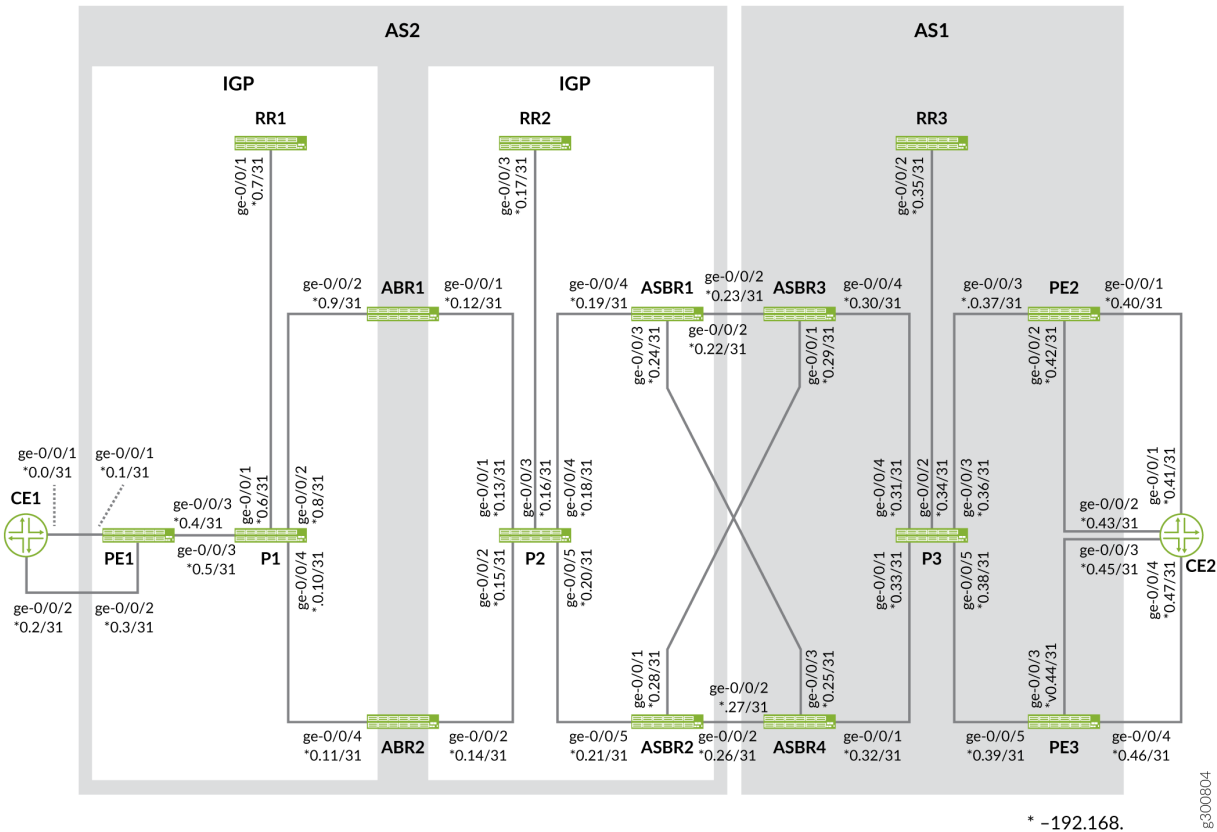 AS2
AS1
IGP
IGP
RR1
RR2
RR3
ge-0/0/1
*0.7/31
ge-0/0/3
*0.17/31
ge-0/0/2
*0.35/31
ge-0/0/2
*0.9/31
ABR1
ge-0/0/1
*0.12/31
ge-0/0/4
*0.19/31
ASBR1
ge-0/0/2
*0.23/31
ASBR3
ge-0/0/4
*0.30/31
ge-0/0/3
*.0.37/31
PE2
ge-0/0/1
*0.40/31
ge-0/0/3
*0.24/31
ge-0/0/2
*0.22/31
ge-0/0/1
*0.29/31
ge-0/0/2
*0.42/31
ge-0/0/1
*0.0/31
ge-0/0/1
*0.1/31
CE1
ge-0/0/3
*0.4/31
ge-0/0/1
*0.6/31
ge-0/0/2
*0.8/31
ge-0/0/1
*0.13/31
ge-0/0/3
*0.16/31
ge-0/0/4
*0.18/31
ge-0/0/4
*0.31/31
ge-0/0/2
*0.34/31
ge-0/0/3
*0.36/31
ge-0/0/1
*0.41/31
ge-0/0/2
*0.43/31
PE1
ge-0/0/3
*0.5/31
P1
ge-0/0/4
*.0.10/31
ge-0/0/2
*0.15/31
P2
ge-0/0/5
*0.20/31
ge-0/0/1
*0.33/31
P3
ge-0/0/5
*0.38/31
ge-0/0/3
*0.45/31
ge-0/0/4
*0.47/31
CE2
ge-0/0/2
*0.2/31
ge-0/0/2
*0.3/31
ge-0/0/1
*0.28/31
ge-0/0/2
*.0.27/31
ge-0/0/3
*0.25/31
ge-0/0/3
*v0.44/31
ge-0/0/4
*0.11/31
ABR2
ge-0/0/2
*0.14/31
ge-0/0/5
*0.21/31
ASBR2
ge-0/0/2
*0.26/31
ASBR4
ge-0/0/1
*0.32/31
ge-0/0/5
*0.39/31
PE3
ge-0/0/4
*0.46/31
* –192.168.
g300804